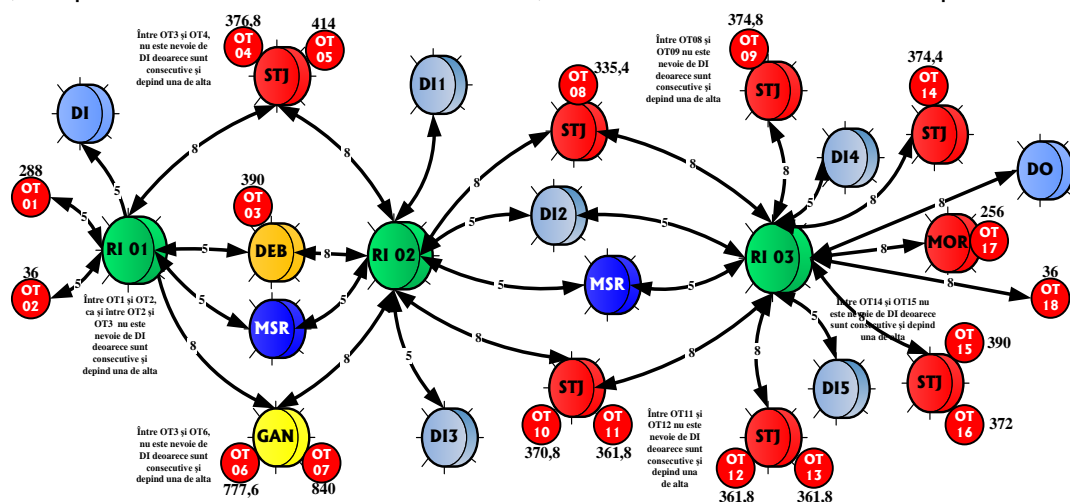 376,8
414
OT
04
OT
05
STJ
Între OT3 și OT4,
nu este nevoie de
DI deoarece sunt
consecutive și
depind una de alta
DI
DI1
335,4
OT
08
STJ
Între OT08 și
OT09 nu este
nevoie de DI
deoarece sunt
consecutive și
depind una de alta
374,8
OT
09
STJ
374,4
OT
14
STJ
DI4
DO
8
8
8
8
8
8
5
5
288
OT
01
5
390
OT
03
DEB
5
8
RI 01
RI 02
5
DI2
5
RI 03
8
MOR
256
OT
17
8
36
OT
02
5
MSR
5
5
5
MSR
5
8
36
OT
18
Între OT1 și OT2,
ca și între OT2 și
OT3 nu este
nevoie de DI
deoarece sunt
consecutive și
depind una de alta
Între OT14 și OT15 nu
este nevoie de DI deoarece
sunt consecutive și depind
una de alta
8
5
8
8
8
5
8
8
OT
15
390
STJ
OT
16
372
DI5
Între OT3 și OT6,
nu este nevoie de
DI deoarece sunt
consecutive și
depind una de alta
GAN
OT
06
OT
07
777,6
840
DI3
STJ
OT
10
OT
11
370,8
361,8
Între OT11 și
OT12 nu este
nevoie de DI
deoarece sunt
consecutive și
depind una
de alta
STJ
OT
12
OT
13
361,8
361,8